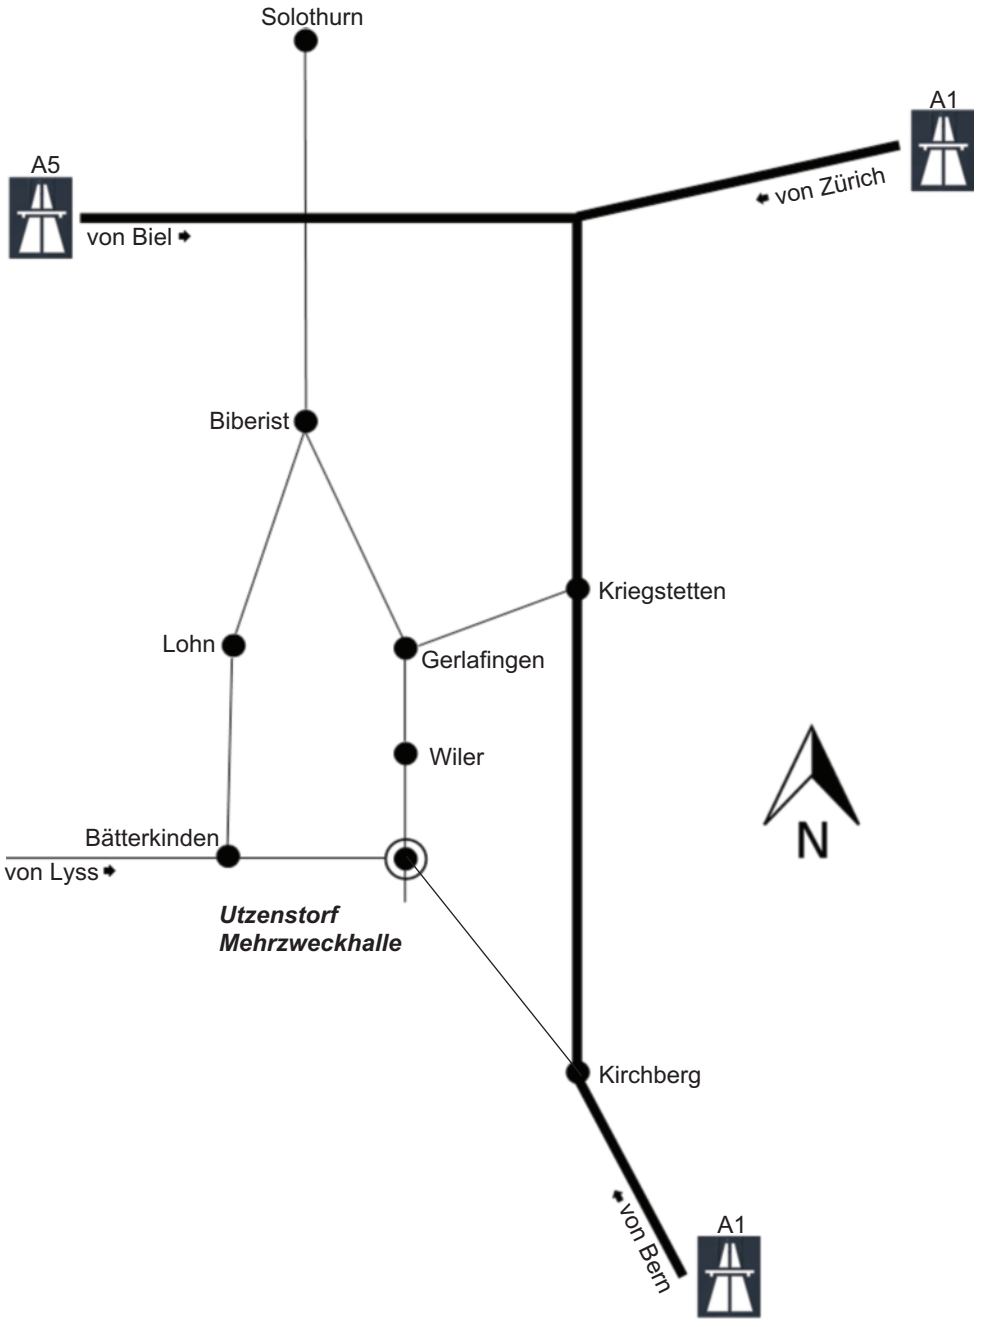 Solothurn
A1
A5
von Zürich
von Biel
Biberist
Kriegstetten
Lohn
Gerlafingen
Wiler
Bätterkinden
von Lyss
N
Utzenstorf
Mehrzweckhalle
Kirchberg
von Bern
A1